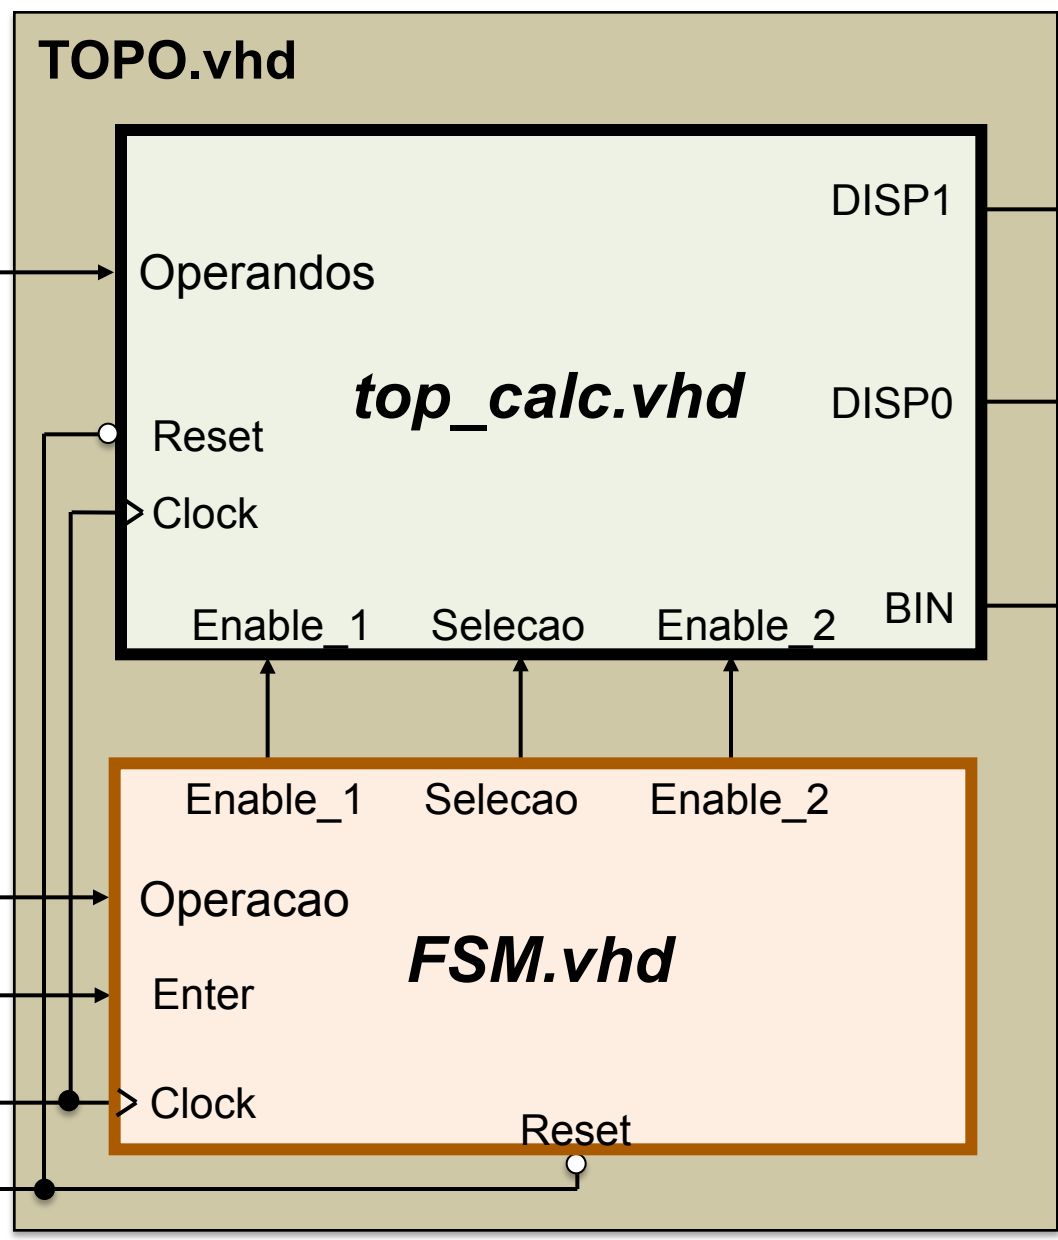 TOPO.vhd
DISP1
Operandos
top_calc.vhd
DISP0
Reset
Clock
Enable_1
Selecao
Enable_2
BIN
Enable_1
Selecao
Enable_2
Operacao
FSM.vhd
Enter
Clock
Reset